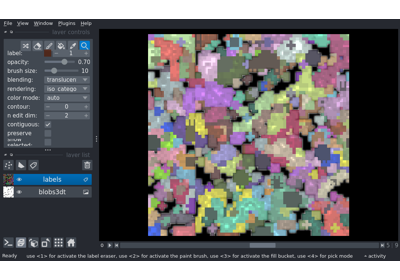 File View Window Plugins Help
layer controls
label: 1
opacity: 0.70
brush size: 10
blending: translucen
rendering: iso_catego
color mode: auto
contour: 0
n edit dim: 2
contiguous:
preserve
show
selected:
layer list
labels
blobs3dt
Ready use <1> for activate the label eraser, use <2> for activate the paint brush, use <3> for activate the fill bucket, use <4> for pick mode activity